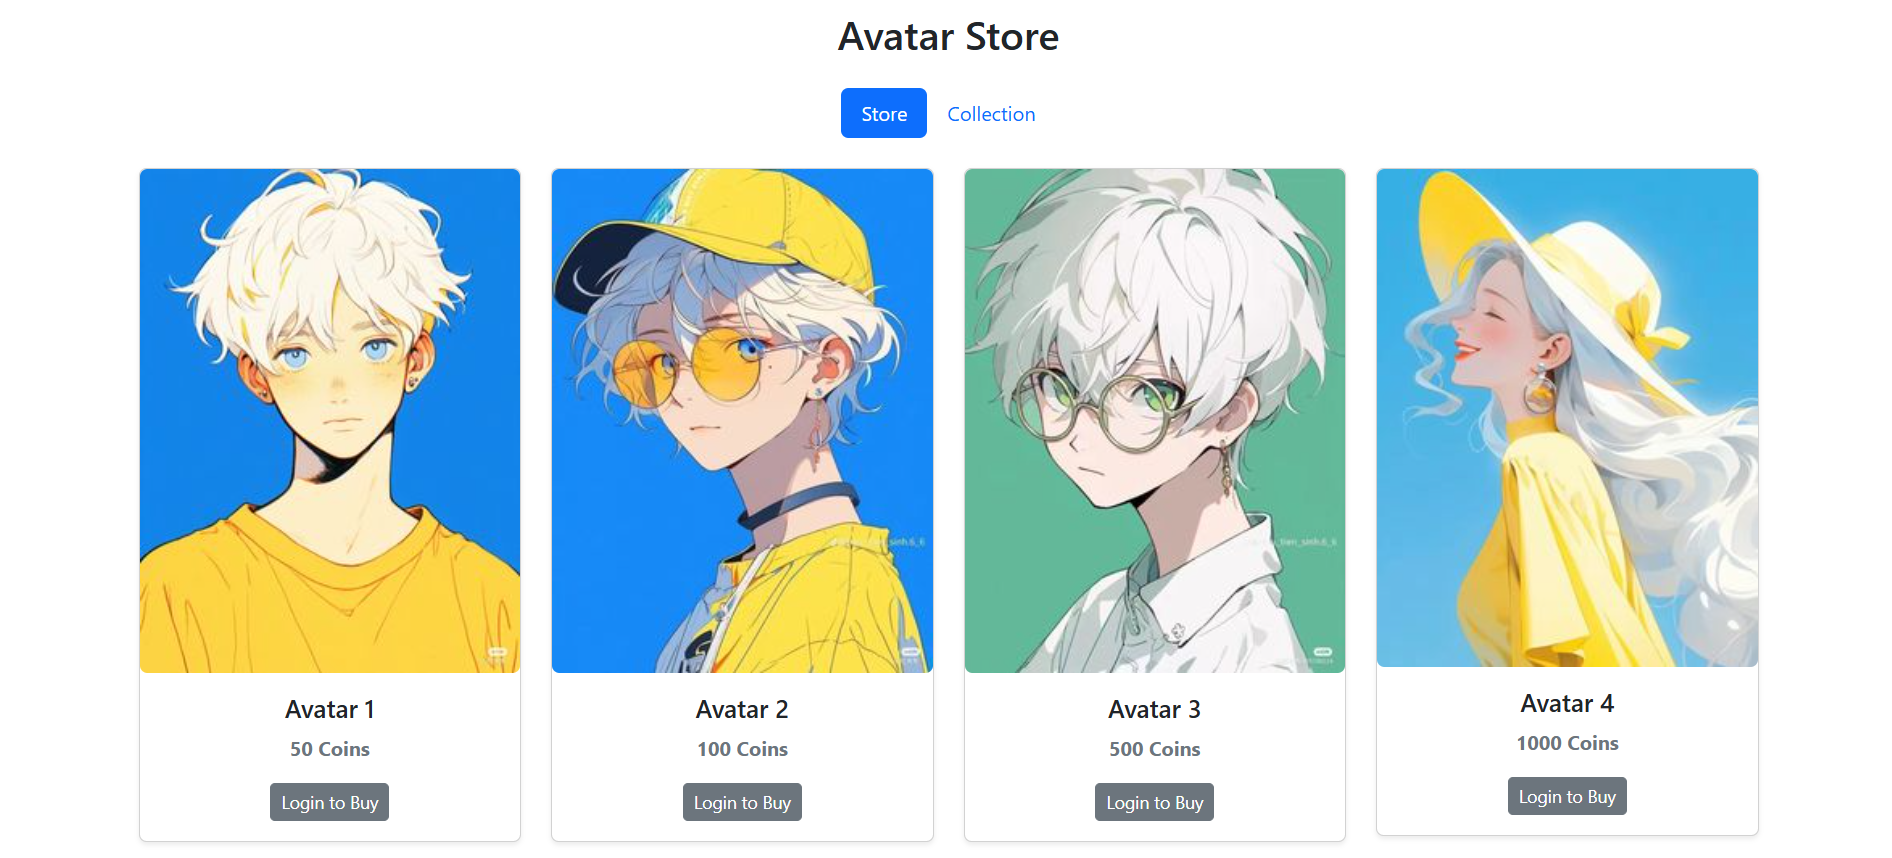 Avatar Store
Store
Collection
Avatar 1
50 Coins
Login to Buy
Avatar 2
100 Coins
Login to Buy
Avatar 3
500 Coins
Login to Buy
Avatar 4
1000 Coins
Login to Buy